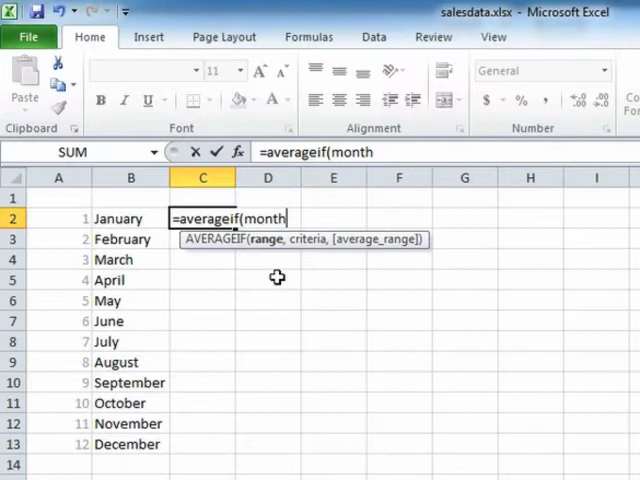 salesdata.xlsx - Microsoft Excel
File Home Insert Page Layout Formulas Data Review View
Paste
11 A A
B I U A
General
$ % ,
Clipboard Font Alignment Number
SUM fx =averageif(month
A B C D E F G H I
1
2 1 January =averageif(month
3 2 February AVERAGEIF(range, criteria, [average_range])
4 3 March
5 4 April
6 5 May
7 6 June
8 7 July
9 8 August
10 9 September
11 10 October
12 11 November
13 12 December
14